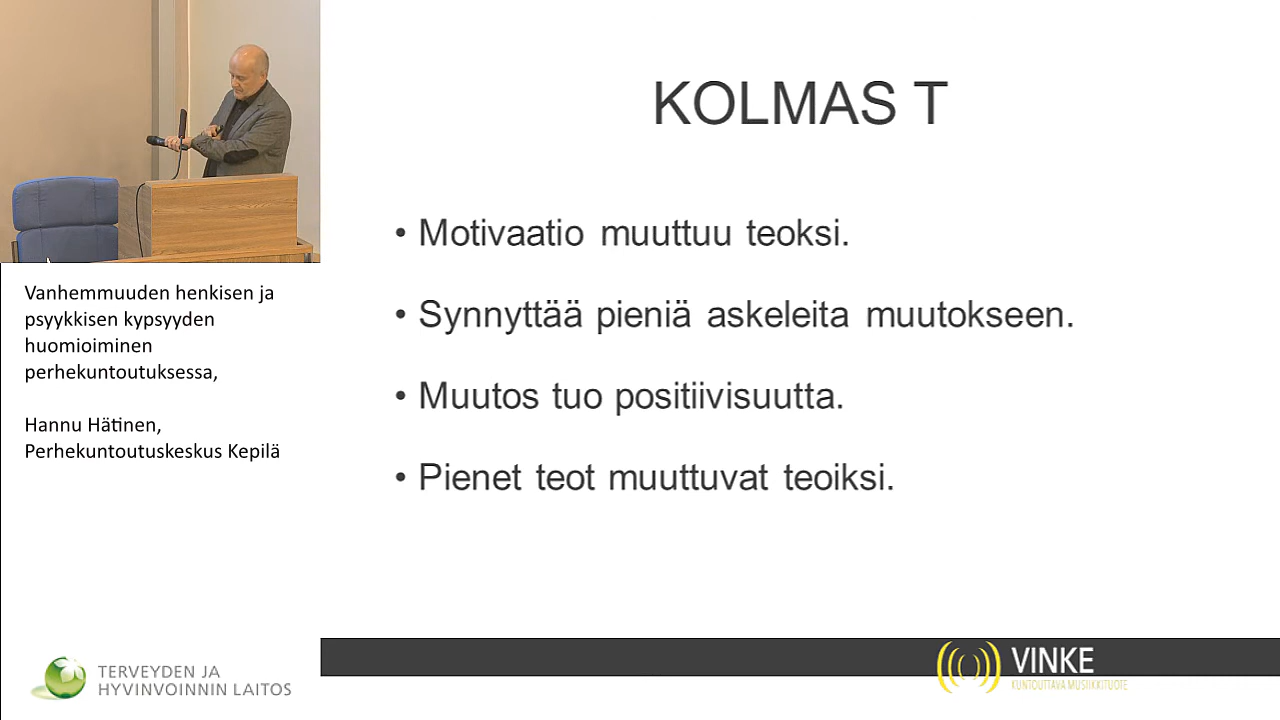 KOLMAS T
• Motivaatio muuttuu teoksi.
• Synnyttää pieniä askeleita muutokseen.
• Muutos tuo positiivisuutta.
• Pienet teot muuttuvat teoiksi.
Vanhemmuuden henkisen ja
psyykkisen kypsyyden
huomioiminen
perhekuntoutuksessa,
Hannu Hätinen,
Perhekuntoutuskeskus Kepilä
TERVEYDEN JA
HYVINVOINNIN LAITOS
VINKE
KUNTOUTTAVA MUSIIKKITUOTE